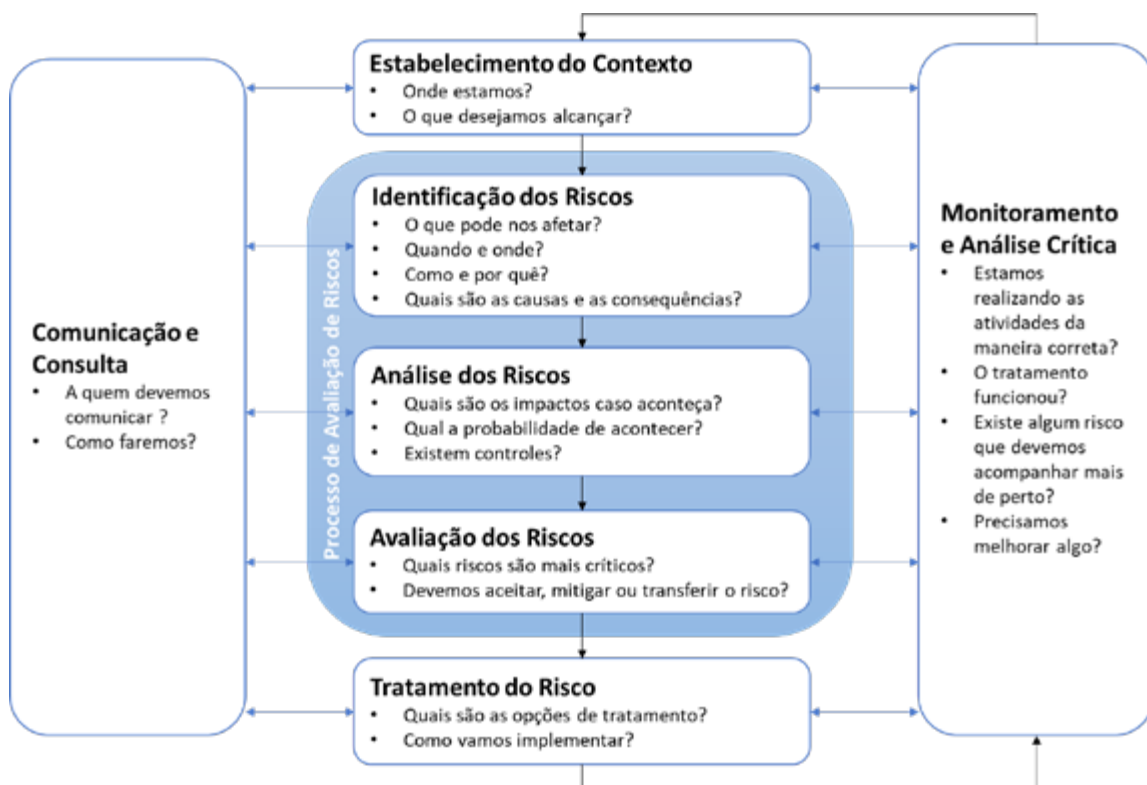 Comunicação e
Consulta
• A quem devemos
comunicar ?
• Como faremos?
Estabelecimento do Contexto
• Onde estamos?
• O que desejamos alcançar?
Processo de Avaliação de Riscos
Identificação dos Riscos
• O que pode nos afetar?
• Quando e onde?
• Como e por quê?
• Quais são as causas e as consequências?
Análise dos Riscos
• Quais são os impactos caso aconteça?
• Qual a probabilidade de acontecer?
• Existem controles?
Avaliação dos Riscos
• Quais riscos são mais críticos?
• Devemos aceitar, mitigar ou transferir o risco?
Tratamento do Risco
• Quais são as opções de tratamento?
• Como vamos implementar?
Monitoramento
e Análise Crítica
• Estamos
realizando as
atividades da
maneira correta?
• O tratamento
funcionou?
• Existe algum risco
que devemos
acompanhar mais
de perto?
• Precisamos
melhorar algo?